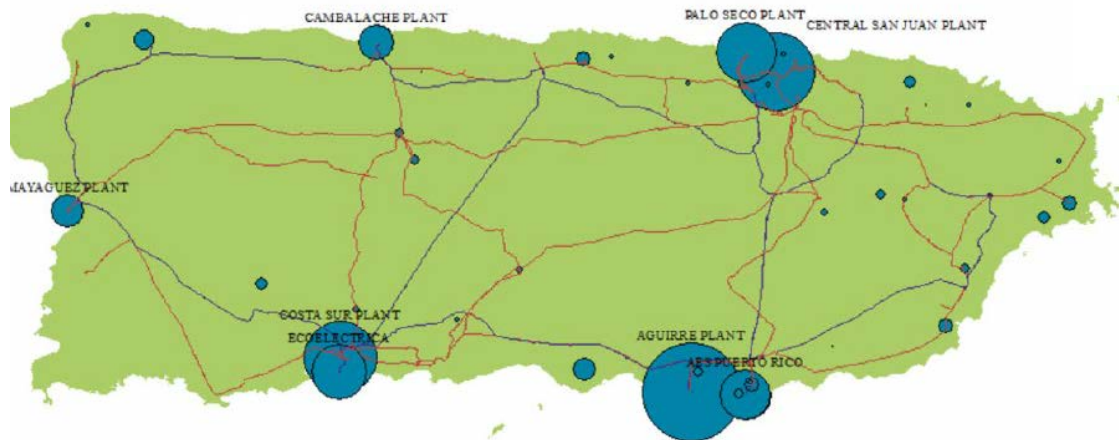 CAMBALACHE PLANT
PALO SECO PLANT
CENTRAL SAN JUAN PLANT
MAYAGUEZ PLANT
COSTA SUR PLANT
ECOELECTRICA
AGUIRRE PLANT
AES PUERTO RICO